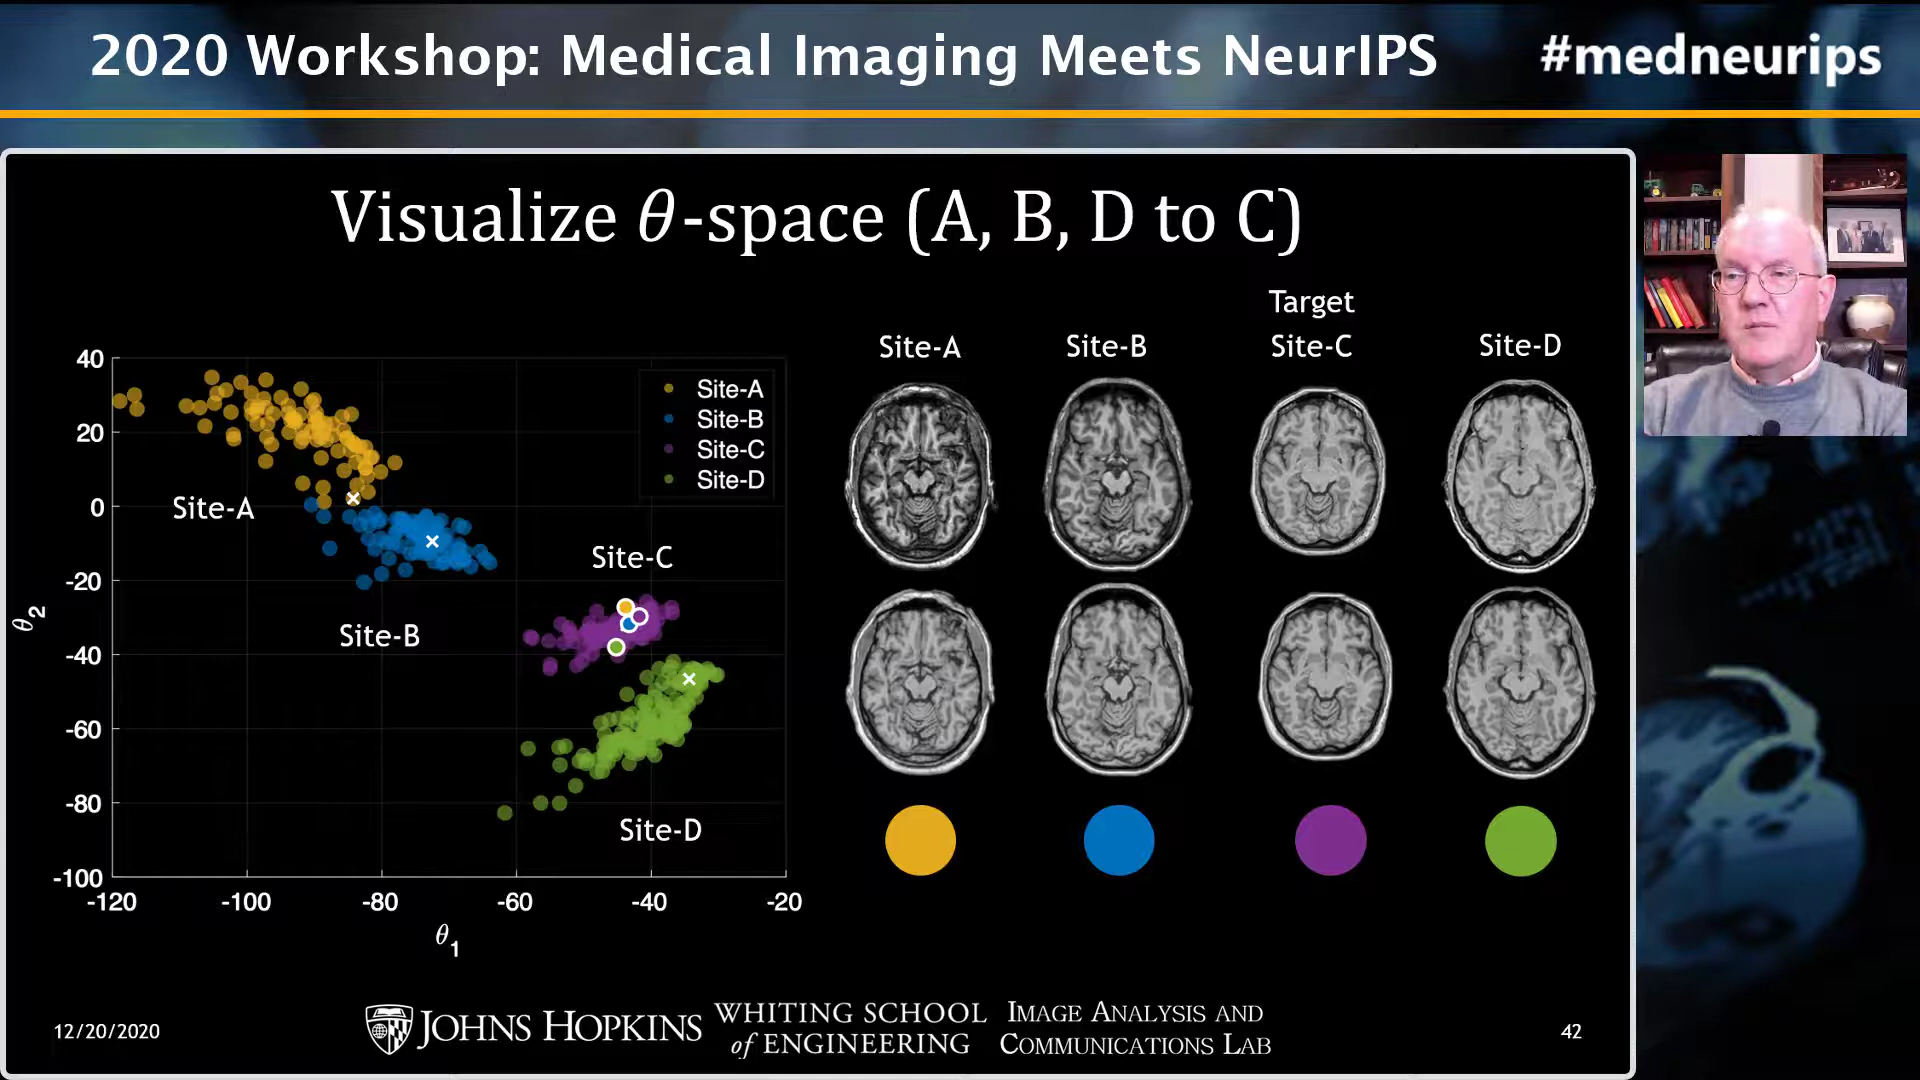 2020 Workshop: Medical Imaging Meets NeurIPS
#medneurips
Visualize θ-space (A, B, D to C)
Target
Site-A
Site-B
Site-C
Site-D
40
20
0
-20
-40
-60
-80
-100
-120
-100
-80
-60
-40
-20
θ2
θ1
Site-A
Site-B
Site-C
Site-D
Site-A
Site-B
Site-C
Site-D
12/20/2020
JOHNS HOPKINS
WHITING SCHOOL
of ENGINEERING
IMAGE ANALYSIS AND
COMMUNICATIONS LAB
42